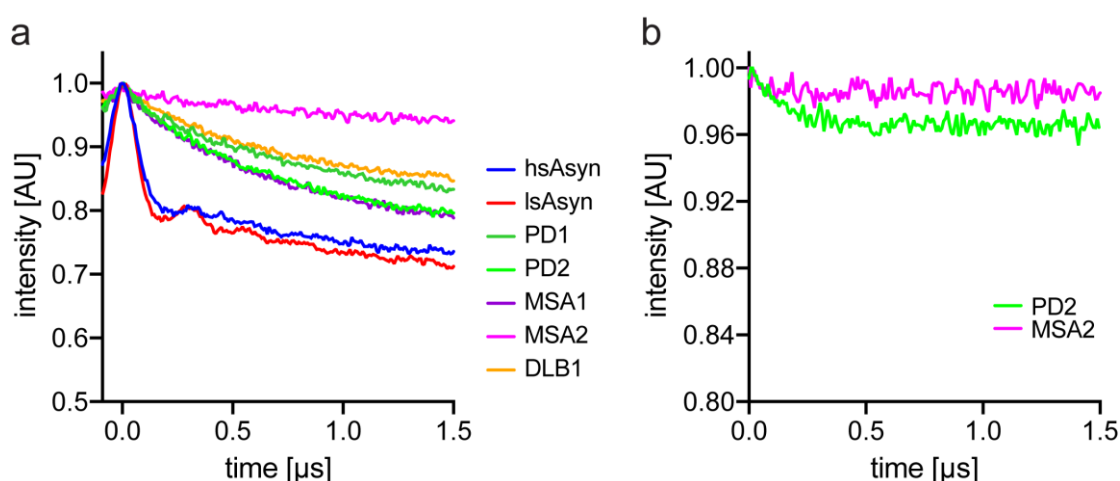 a
b
intensity [AU]
1.0
0.9
0.8
0.7
0.6
0.5
0.0
0.5
1.0
1.5
time [µs]
hsAsyn
lsAsyn
PD1
PD2
MSA1
MSA2
DLB1
intensity [AU]
1.00
0.96
0.92
0.88
0.84
0.80
0.0
0.5
1.0
1.5
time [µs]
PD2
MSA2